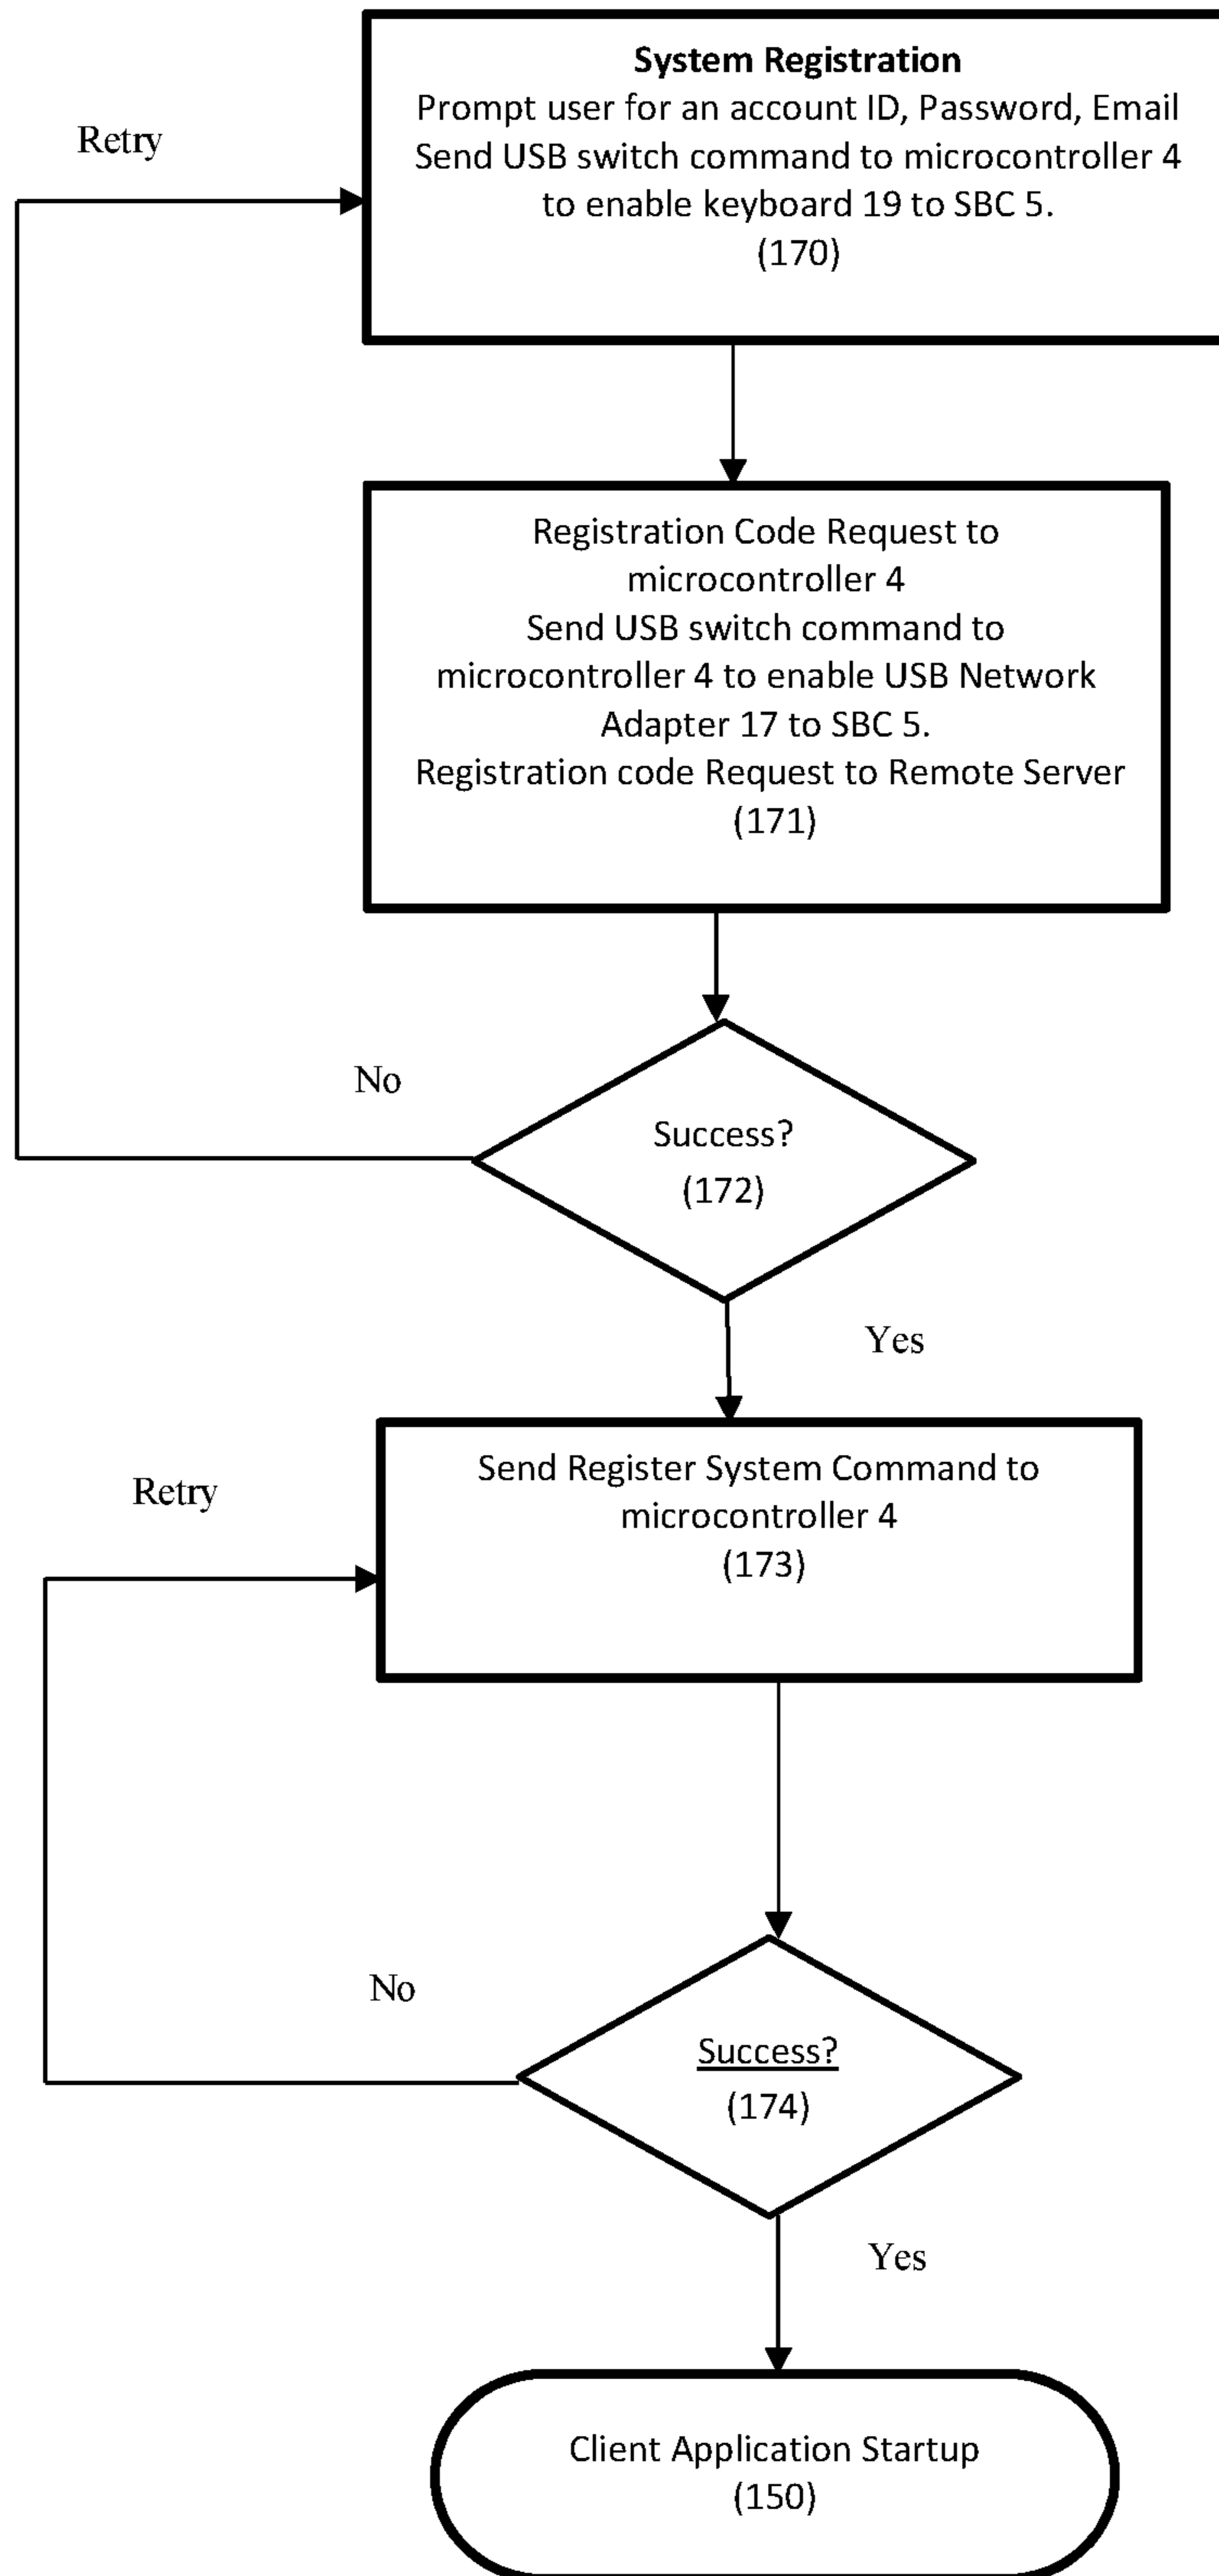 System Registration
Prompt user for an account ID, Password, Email
Send USB switch command to microcontroller 4
to enable keyboard 19 to SBC 5.
(170)
Retry
Registration Code Request to
microcontroller 4
Send USB switch command to
microcontroller 4 to enable USB Network
Adapter 17 to SBC 5.
Registration code Request to Remote Server
(171)
No
Success?
(172)
Yes
Retry
Send Register System Command to
microcontroller 4
(173)
No
Success?
(174)
Yes
Client Application Startup
(150)